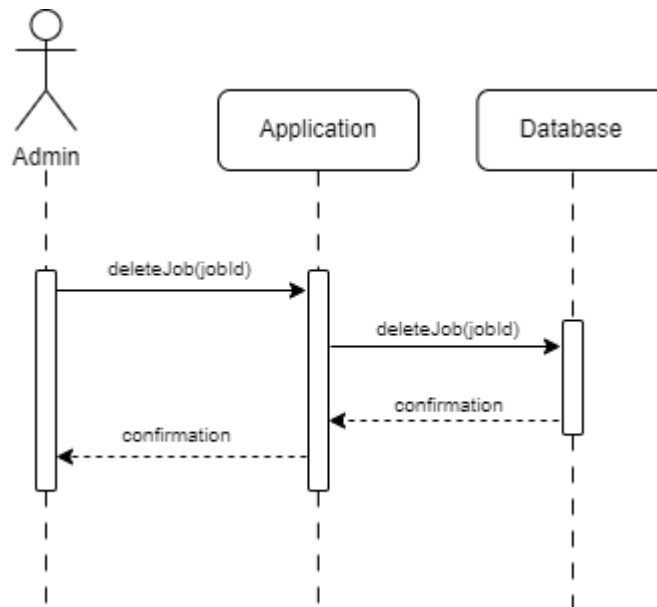 Admin
Application
Database
deleteJob(jobId)
deleteJob(jobId)
confirmation
confirmation